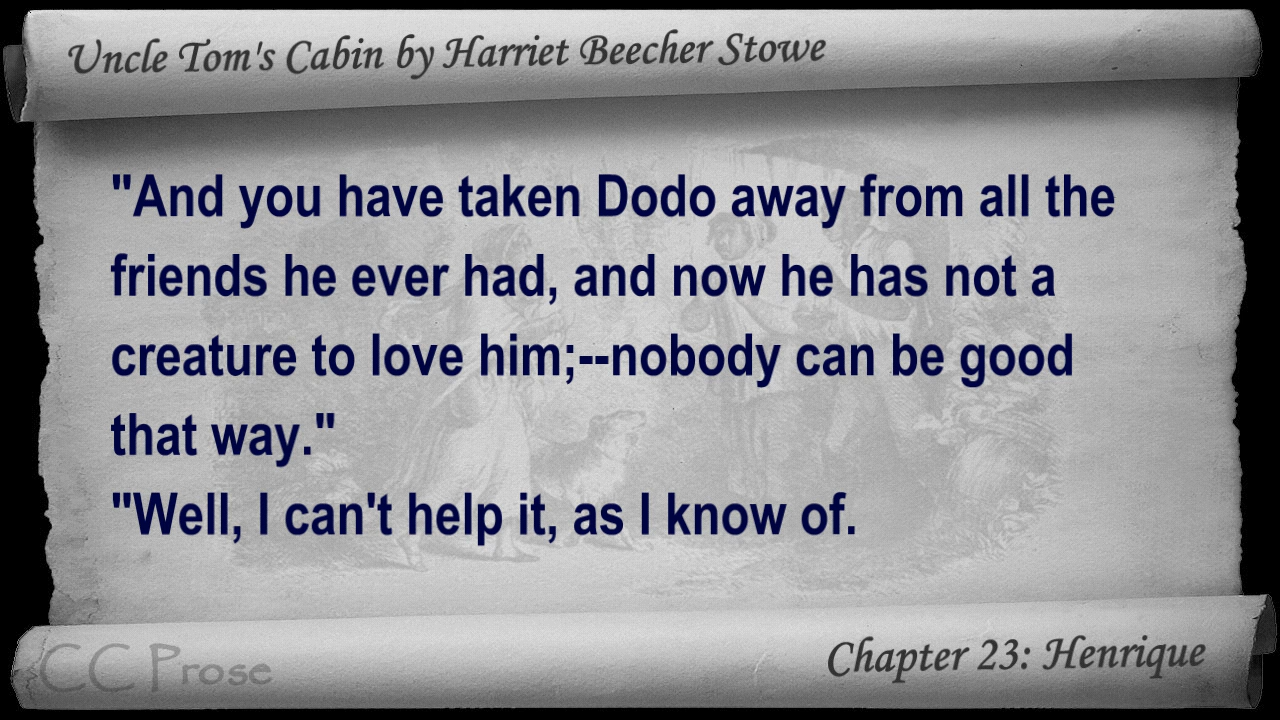 Uncle Tom's Cabin by Harriet Beecher Stowe
"And you have taken Dodo away from all the
friends he ever had, and now he has not a
creature to love him;--nobody can be good
that way."
"Well, I can't help it, as I know of.
CC Prose
Chapter 23: Henrique